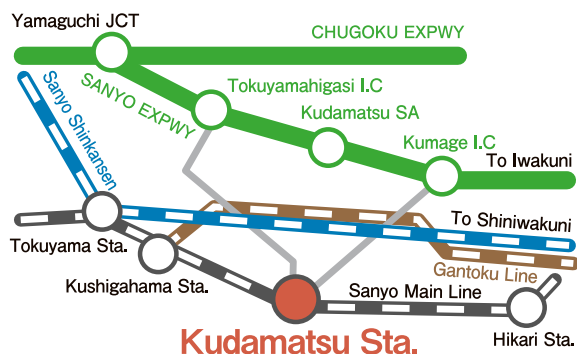 Yamaguchi JCT
CHUGOKU EXPWY
SANYO EXPWY
Tokuyamahigasi I.C
Kudamatsu SA
Kumage I.C
To Iwakuni
Sanyo Shinkansen
To Shiniwakuni
Tokuyama Sta.
Gantoku Line
Kushigahama Sta.
Sanyo Main Line
Hikari Sta.
Kudamatsu Sta.